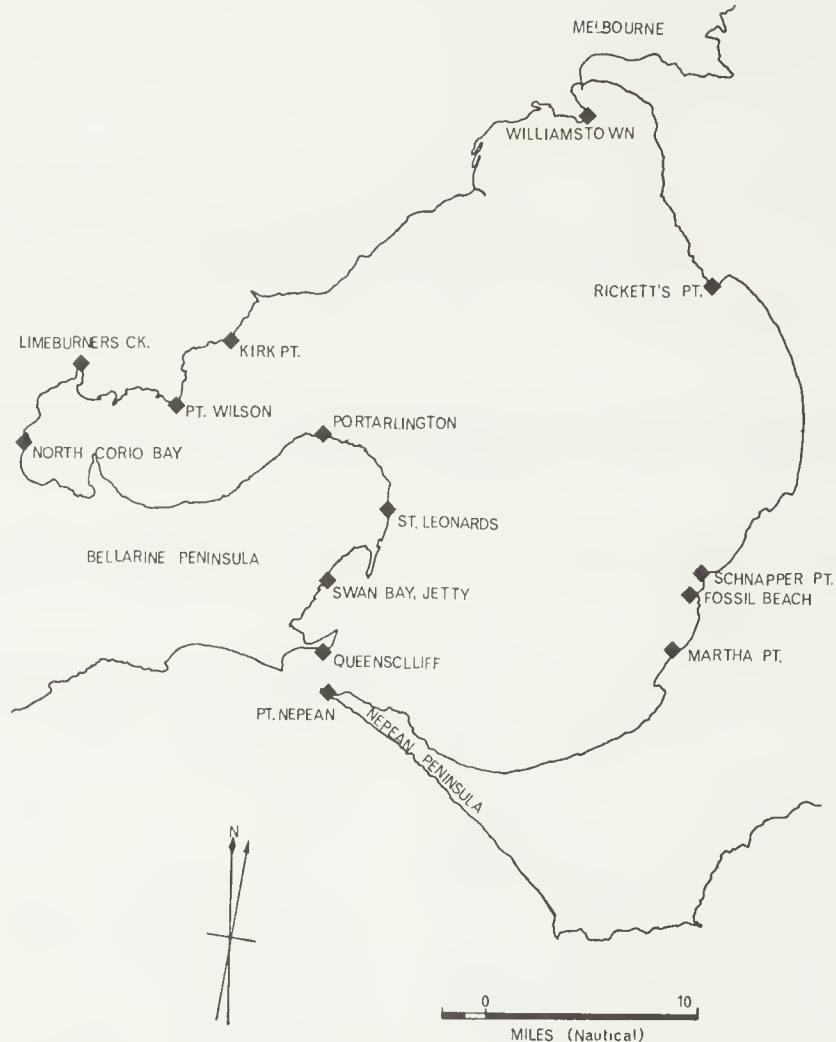 MELBOURNE
WILLIAMSTOWN
RICKETT'S PT.
LIMEBURNERS CK.
KIRK PT.
PT. WILSON
PORTARLINGTON
NORTH CORIO BAY
ST. LEONARDS
BELLARINE PENINSULA
SCHNAPPER PT.
SWAN BAY, JETTY
FOSSIL BEACH
QUEENSCLLIFF
MARTHA PT.
PT. NEPEAN
NEPEAN PENINSULA
N
0 10
MILES (Nautical)